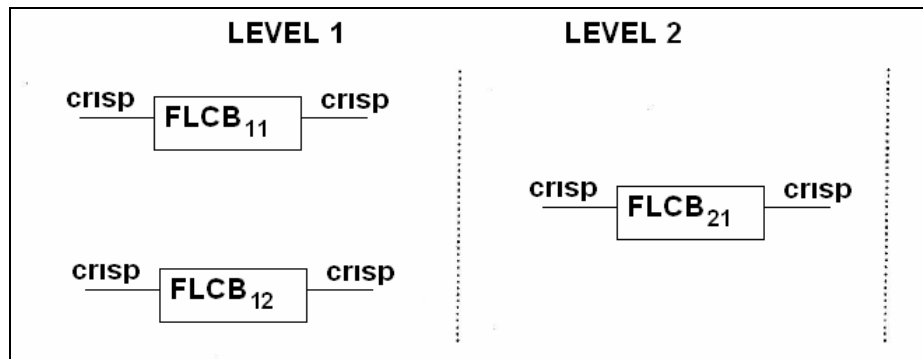 LEVEL 1 LEVEL 2
crisp FLCB11 crisp
crisp FLCB21 crisp
crisp FLCB12 crisp